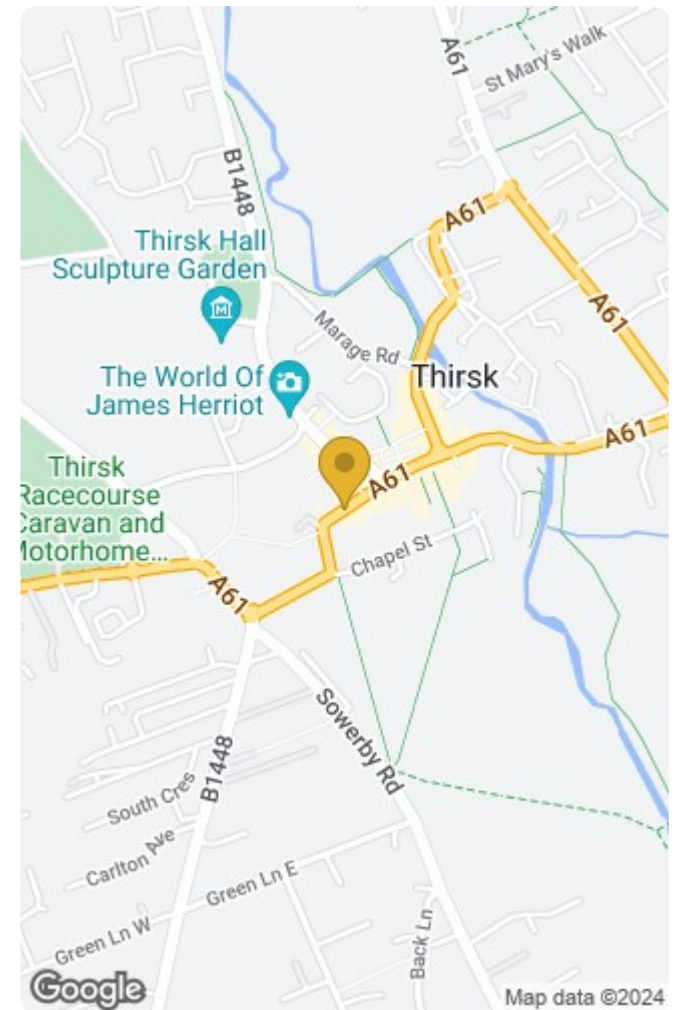 A61
St Mary's Walk
B1448
A61
Thirsk Hall
Sculpture Garden
A61
Marage Rd
The World Of
James Herriot
Thirsk
A61
Thirsk
Racecourse
Caravan and
Motorhome...
A61
Chapel St
A61
Sowerby Rd
B1448
South Cres
Carlton Ave
Green Ln E
Green Ln W
Back Ln
Google
Map data ©2024